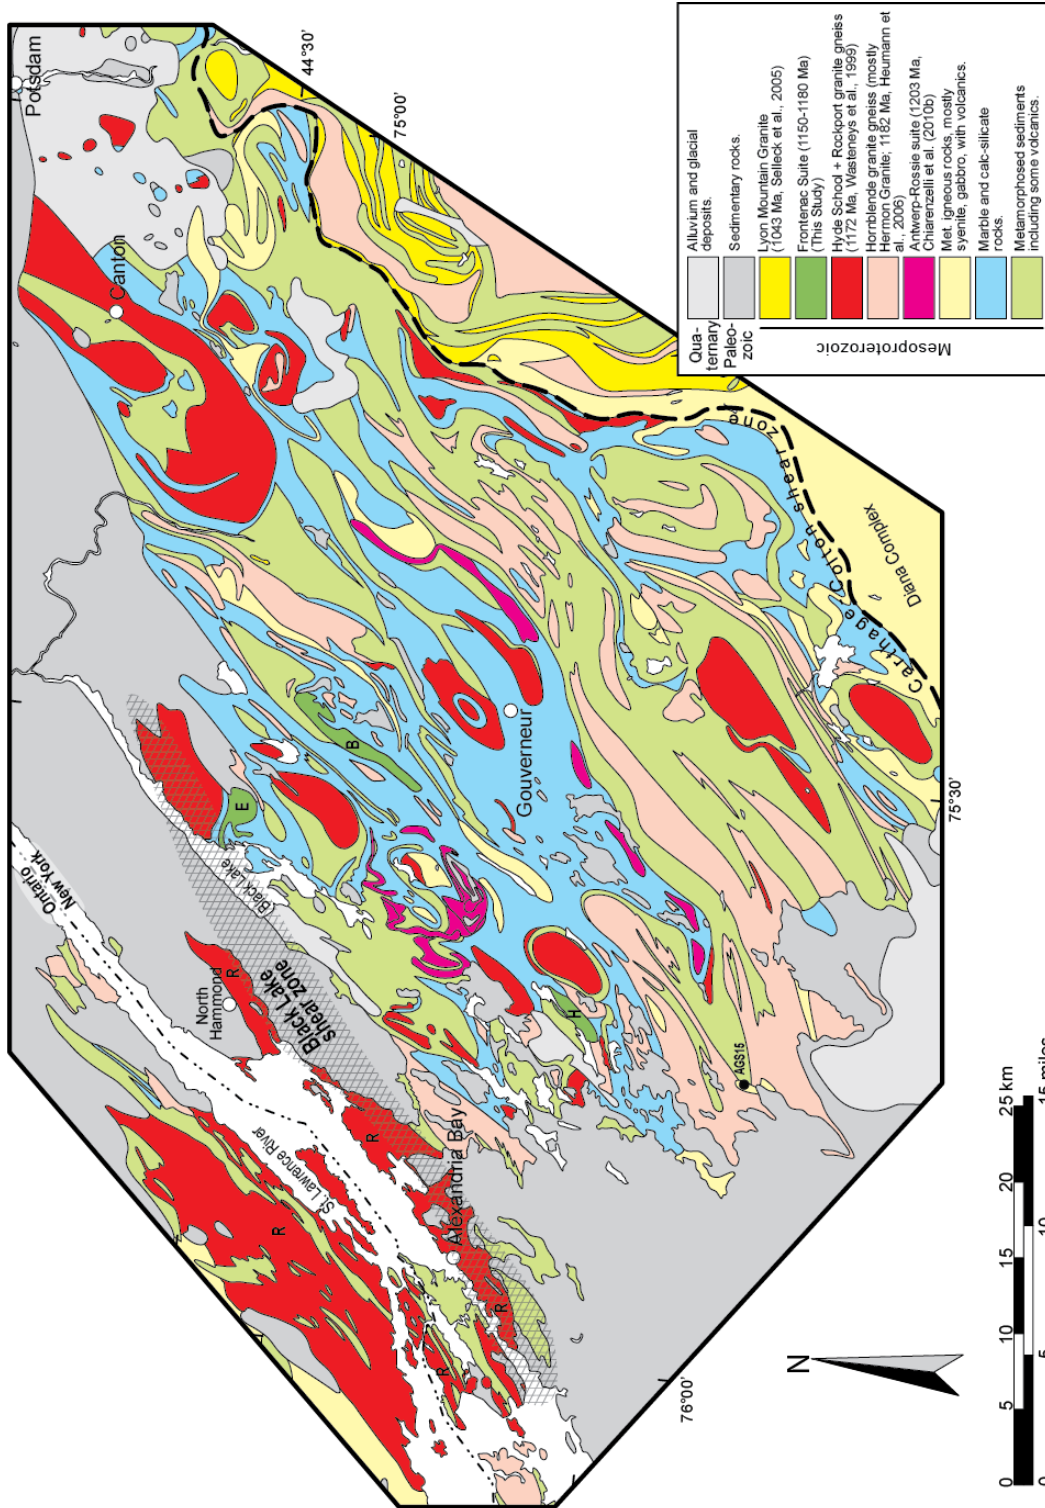 Potsdam
44°30'
75°00'
Canton
Ontario
New York
North
Hammond
R
Black Lake
shear zone
(Black Lake)
E
B
Gouverneur
Carthage-Colton shear zone
Diana Complex
75°30'
St. Lawrence River
R
R
R
R
Alexandria Bay
H
AGS15
76°00'
N
0 5 10 15 20 25 km
0 5 10 15 miles
Qua-
ternary
Paleo-
zoic
Mesoproterozoic
Alluvium and glacial
deposits.
Sedimentary rocks.
Lyon Mountain Granite
(1043 Ma, Selleck et al., 2005)
Frontenac Suite (1150-1180 Ma)
(This Study)
Hyde School + Rockport granite gneiss
(1172 Ma, Wasteneys et al., 1999)
Hornblende granite gneiss (mostly
Hermon Granite; 1182 Ma, Heumann et
al., 2006)
Antwerp-Rossie suite (1203 Ma,
Chiarenzelli et al. (2010b)
Met. igneous rocks, mostly
syenite, gabbro, with volcanics.
Marble and calc-silicate
rocks.
Metamorphosed sediments
including some volcanics.